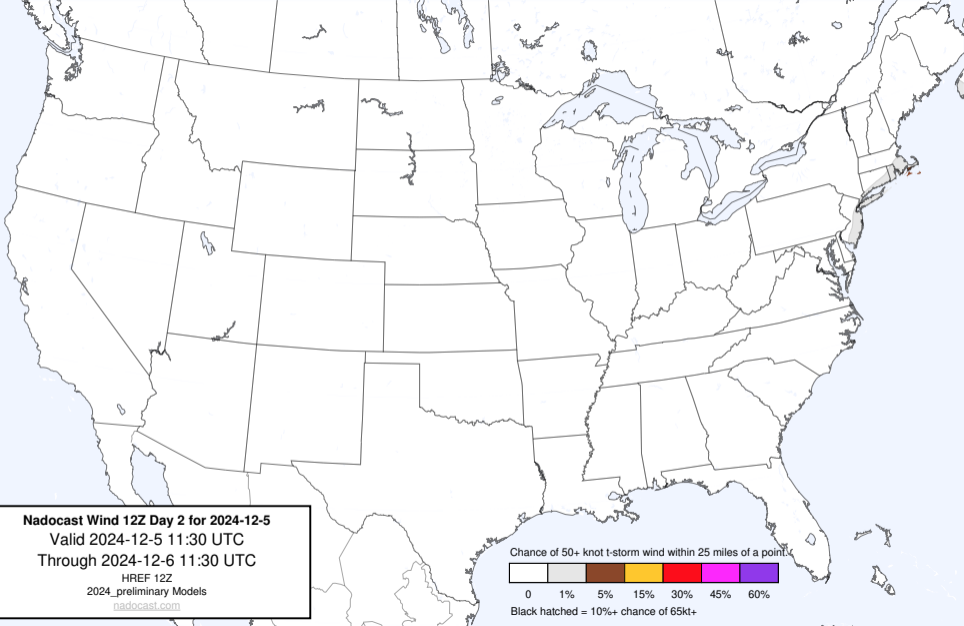 Nadocast Wind 12Z Day 2 for 2024-12-5
Valid 2024-12-5 11:30 UTC
Through 2024-12-6 11:30 UTC
HREF 12Z
2024_preliminary Models
nadocast.com
Chance of 50+ knot t-storm wind within 25 miles of a point.
0 1% 5% 15% 30% 45% 60%
Black hatched = 10%+ chance of 65kt+